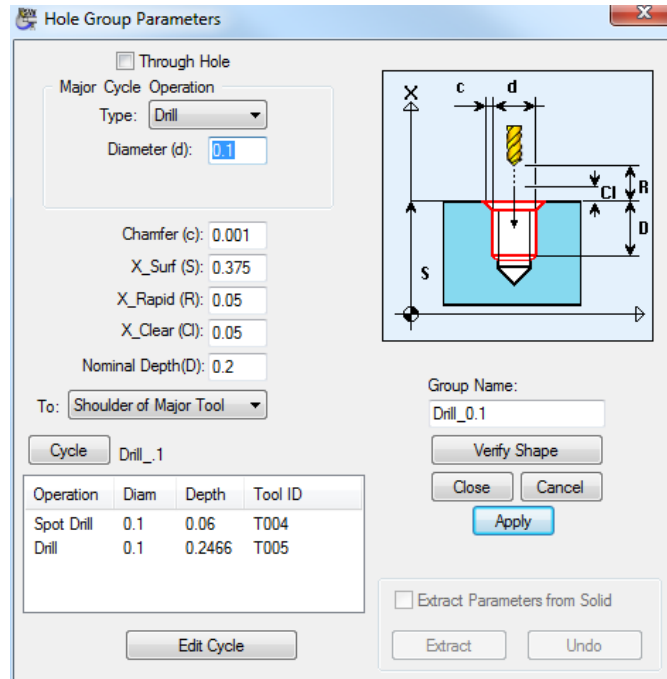 Hole Group Parameters
X
Through Hole
Major Cycle Operation
Type: Drill
Diameter (d): 0.1
Chamfer (c): 0.001
X_Surf (S): 0.375
X_Rapid (R): 0.05
X_Clear (Cl): 0.05
Nominal Depth(D): 0.2
To: Shoulder of Major Tool
Cycle Drill_.1
Operation Diam Depth Tool ID
Spot Drill 0.1 0.06 T004
Drill 0.1 0.2466 T005
Edit Cycle
X c d
Cl R
D
S
Group Name:
Drill_0.1
Verify Shape
Close Cancel
Apply
Extract Parameters from Solid
Extract Undo